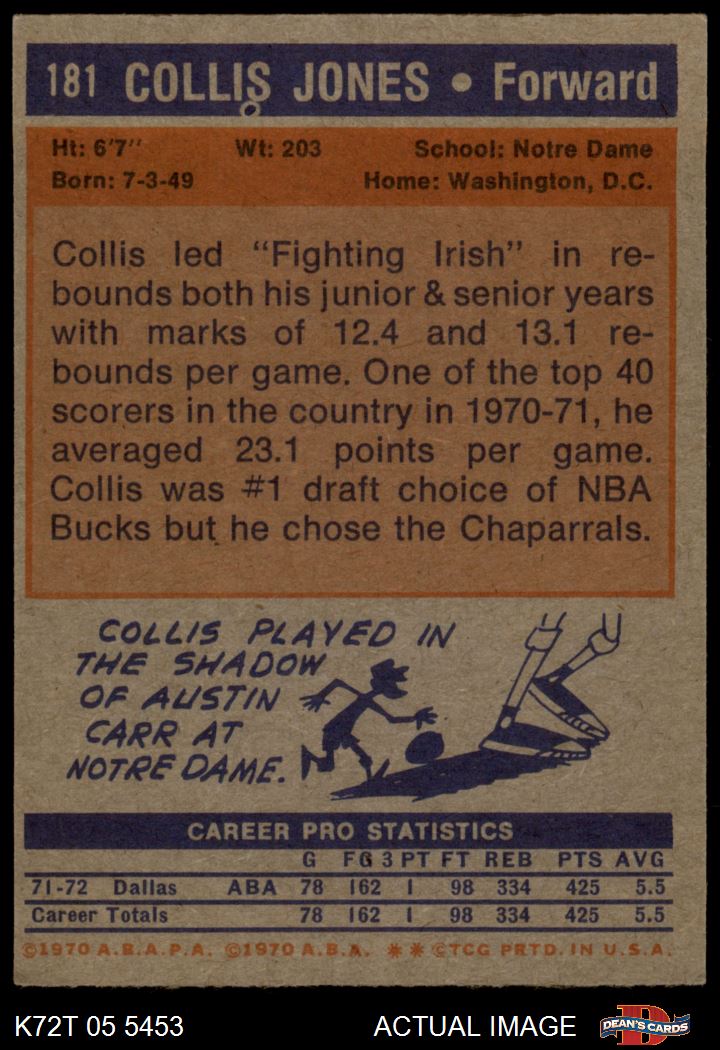 181 COLLIS JONES • Forward
Ht: 6'7" Wt: 203 School: Notre Dame
Born: 7-3-49 Home: Washington, D.C.
Collis led "Fighting Irish" in re-
bounds both his junior & senior years
with marks of 12.4 and 13.1 re-
bounds per game. One of the top 40
scorers in the country in 1970-71, he
averaged 23.1 points per game.
Collis was #1 draft choice of NBA
Bucks but he chose the Chaparrals.
COLLIS PLAYED IN
THE SHADOW
OF AUSTIN
CARR AT
NOTRE DAME.
CAREER PRO STATISTICS
G FG 3 PT FT REB PTS AVG
71-72 Dallas ABA 78 162 1 98 334 425 5.5
Career Totals 78 162 1 98 334 425 5.5
©1970 A.B.A.P.A. ©1970 A.B.A. ** ©TCG PRTD. IN U.S.A.
K72T 05 5453 ACTUAL IMAGE DEAN'S CARDS